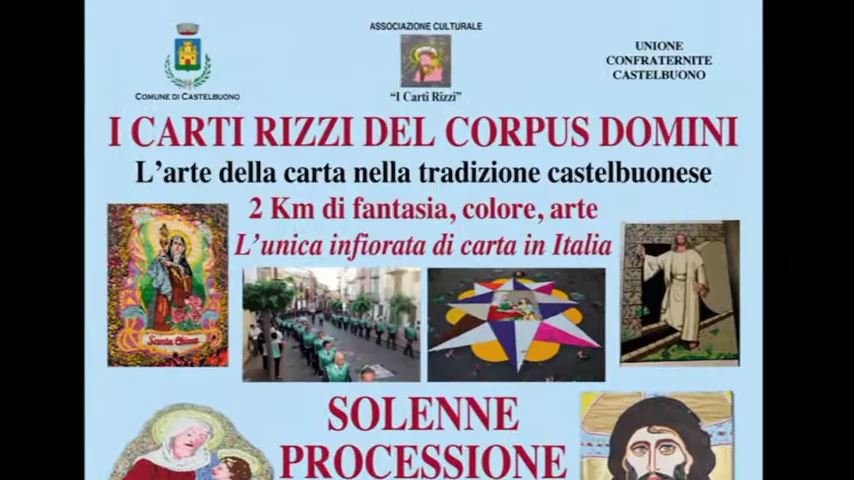 ASSOCIAZIONE CULTURALE
COMUNE DI CASTELBUONO
"I Carti Rizzi"
UNIONE
CONFRATERNITE
CASTELBUONO
I CARTI RIZZI DEL CORPUS DOMINI
L'arte della carta nella tradizione castelbuonese
2 Km di fantasia, colore, arte
L'unica infiorata di carta in Italia
Santa Chiara
SOLENNE
PROCESSIONE